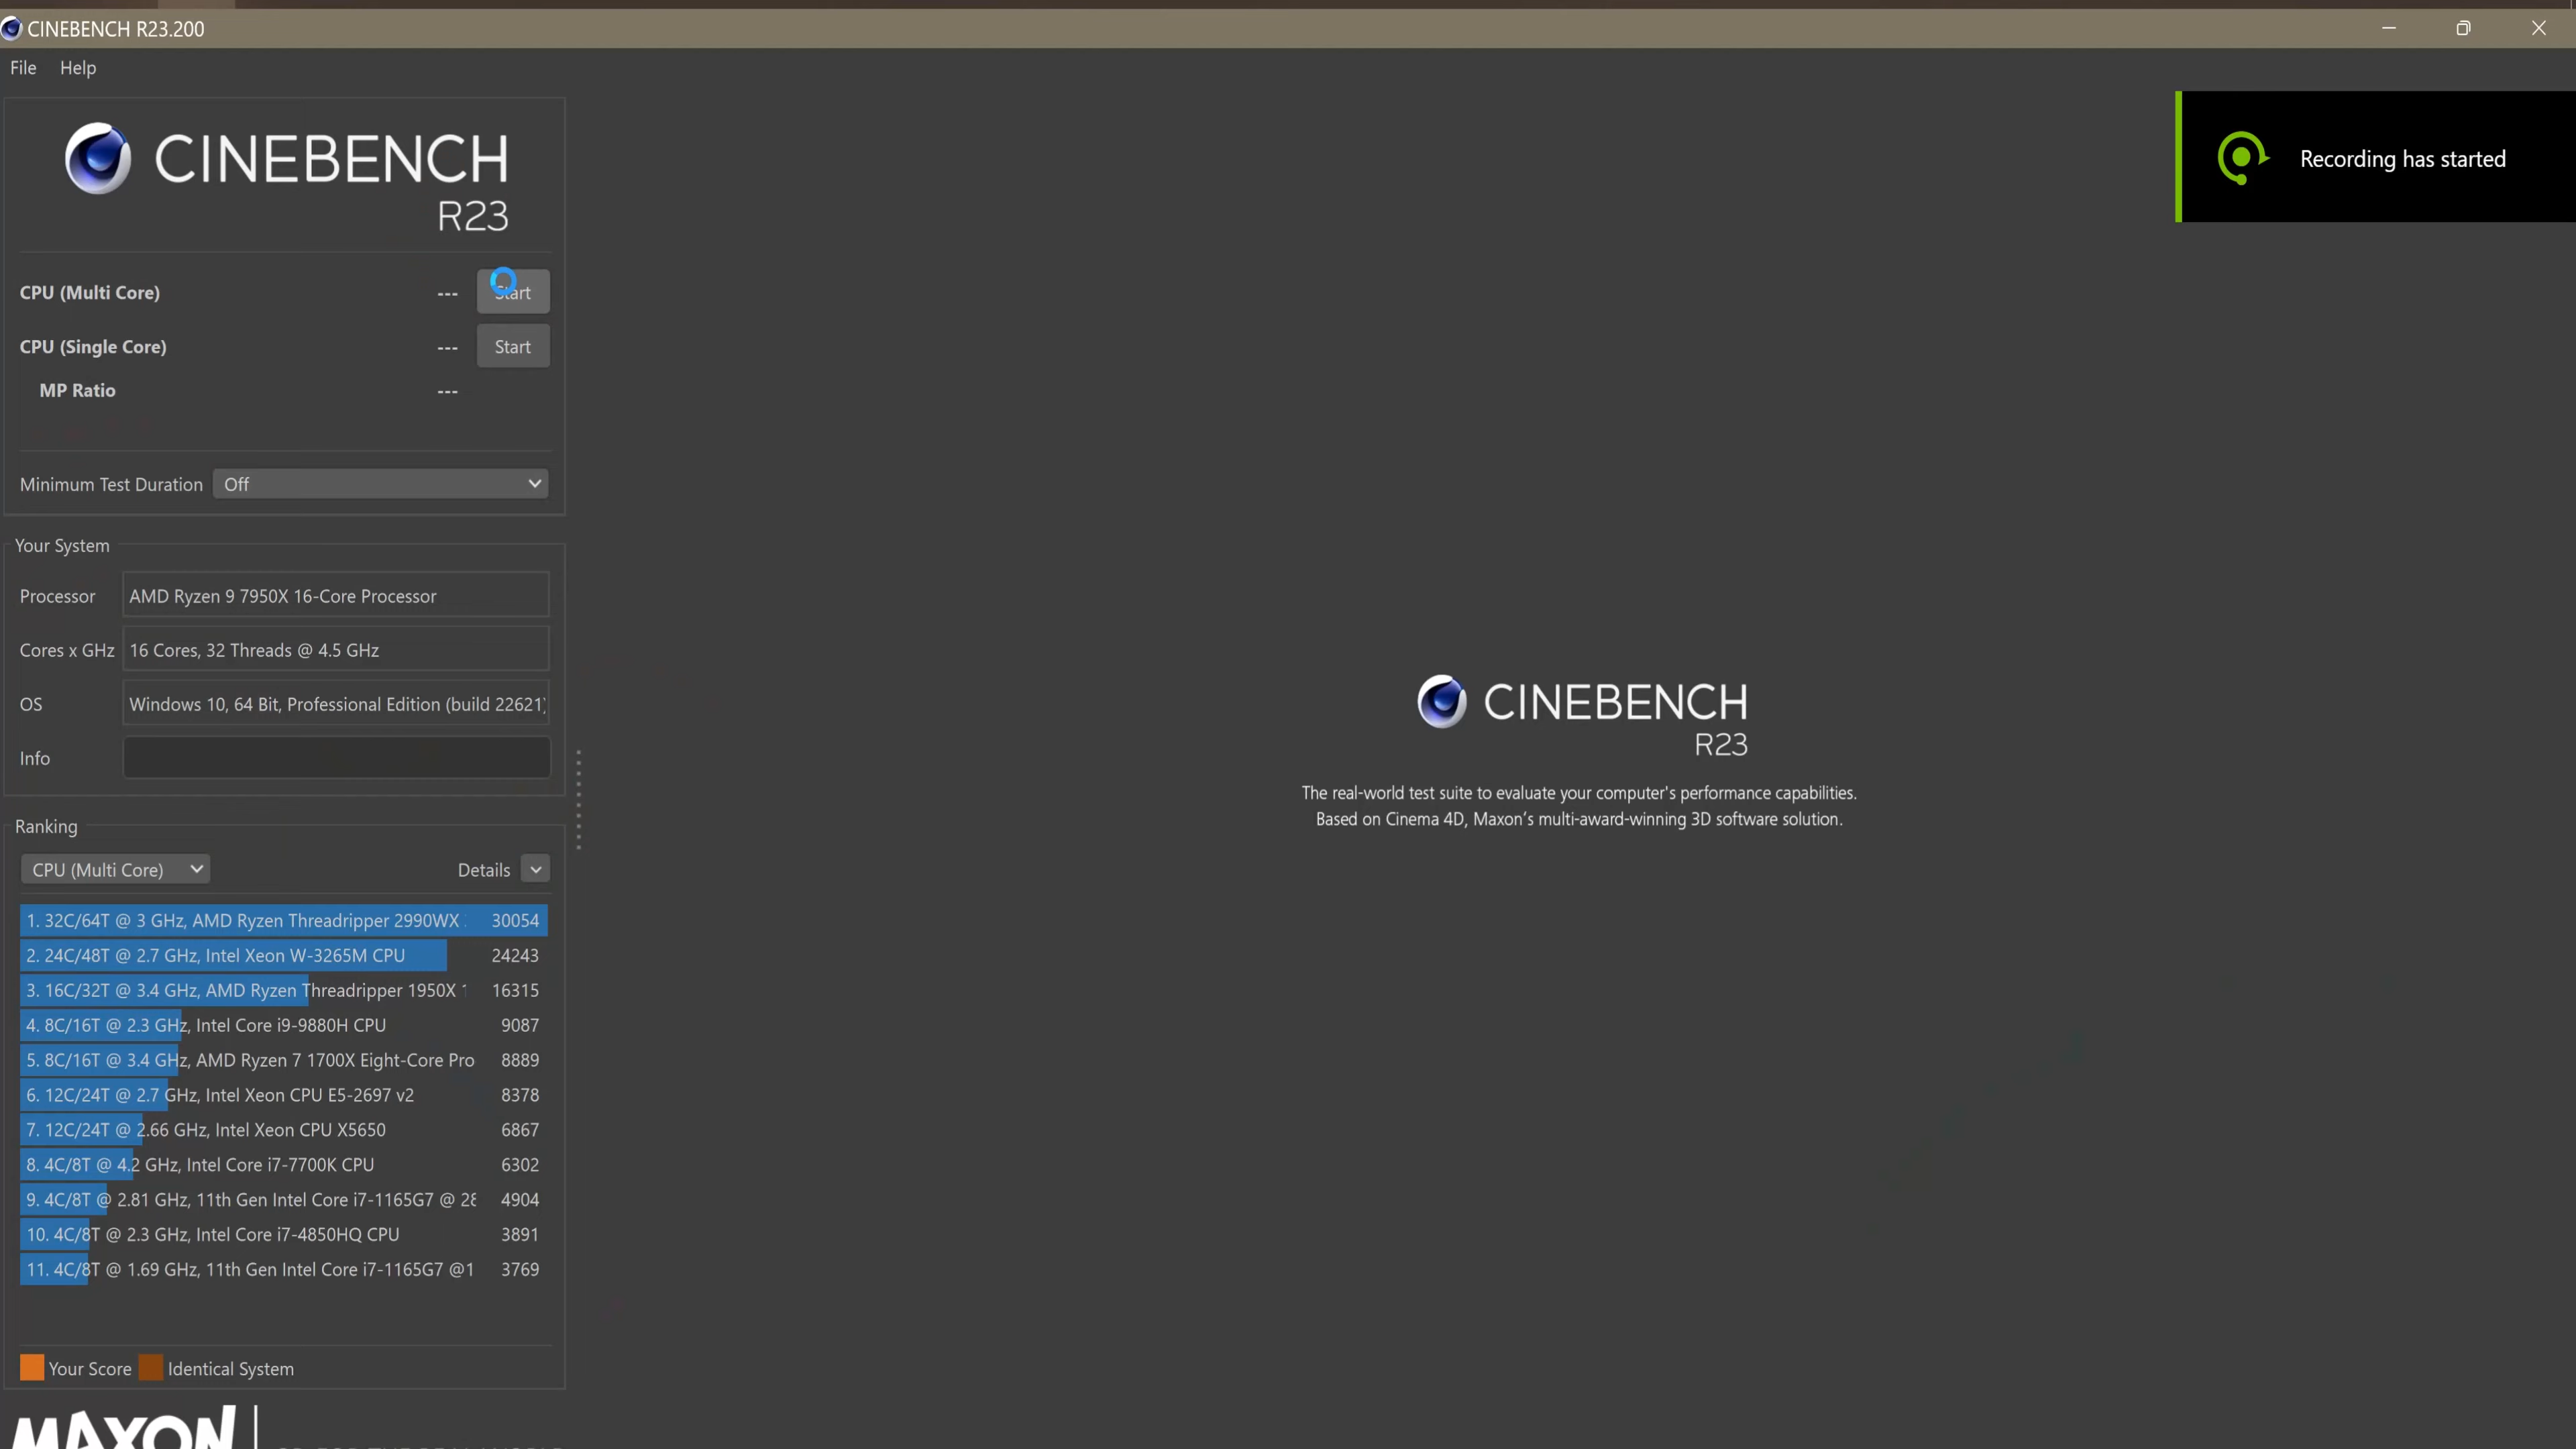 CINEBENCH R23.200
File Help
CINEBENCH
R23
Recording has started
CPU (Multi Core) --- Start
CPU (Single Core) --- Start
MP Ratio ---
Minimum Test Duration Off
Your System
Processor AMD Ryzen 9 7950X 16-Core Processor
Cores x GHz 16 Cores, 32 Threads @ 4.5 GHz
OS Windows 10, 64 Bit, Professional Edition (build 22621)
Info
Ranking
CPU (Multi Core) Details
1. 32C/64T @ 3 GHz, AMD Ryzen Threadripper 2990WX 30054
2. 24C/48T @ 2.7 GHz, Intel Xeon W-3265M CPU 24243
3. 16C/32T @ 3.4 GHz, AMD Ryzen Threadripper 1950X 1 16315
4. 8C/16T @ 2.3 GHz, Intel Core i9-9880H CPU 9087
5. 8C/16T @ 3.4 GHz, AMD Ryzen 7 1700X Eight-Core Pro 8889
6. 12C/24T @ 2.7 GHz, Intel Xeon CPU E5-2697 v2 8378
7. 12C/24T @ 2.66 GHz, Intel Xeon CPU X5650 6867
8. 4C/8T @ 4.2 GHz, Intel Core i7-7700K CPU 6302
9. 4C/8T @ 2.81 GHz, 11th Gen Intel Core i7-1165G7 @ 28 4904
10. 4C/8T @ 2.3 GHz, Intel Core i7-4850HQ CPU 3891
11. 4C/8T @ 1.69 GHz, 11th Gen Intel Core i7-1165G7 @1 3769
Your Score Identical System
MAXON
CINEBENCH
R23
The real-world test suite to evaluate your computer's performance capabilities.
Based on Cinema 4D, Maxon's multi-award-winning 3D software solution.